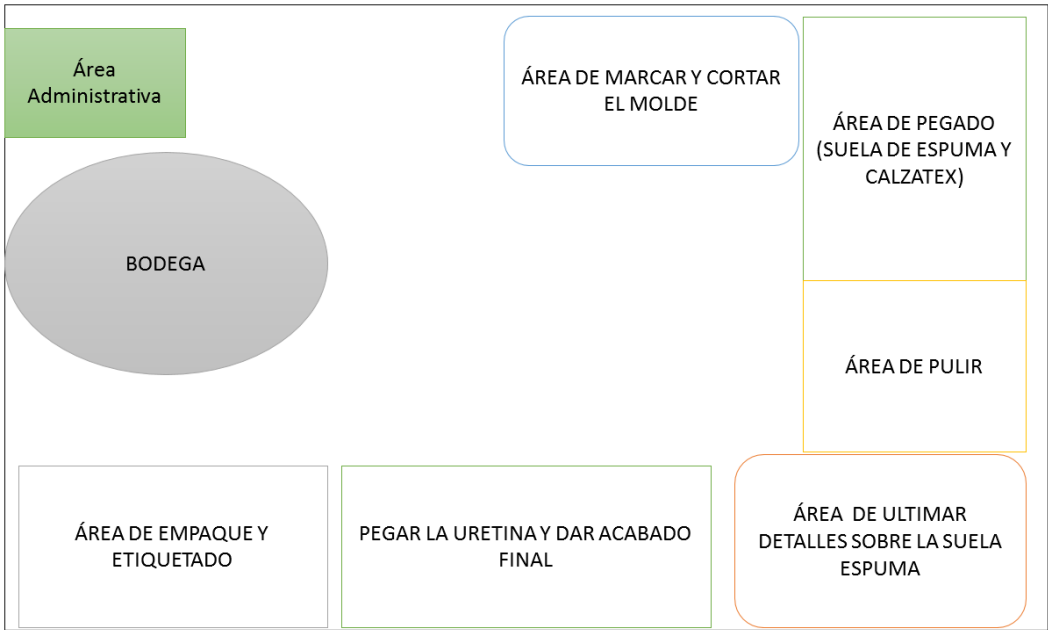 Área
Administrativa
ÁREA DE MARCAR Y CORTAR
EL MOLDE
ÁREA DE PEGADO
(SUELA DE ESPUMA Y
CALZATEX)
BODEGA
ÁREA DE PULIR
ÁREA DE EMPAQUE Y
ETIQUETADO
PEGAR LA URETINA Y DAR ACABADO
FINAL
ÁREA DE ULTIMAR
DETALLES SOBRE LA SUELA
ESPUMA